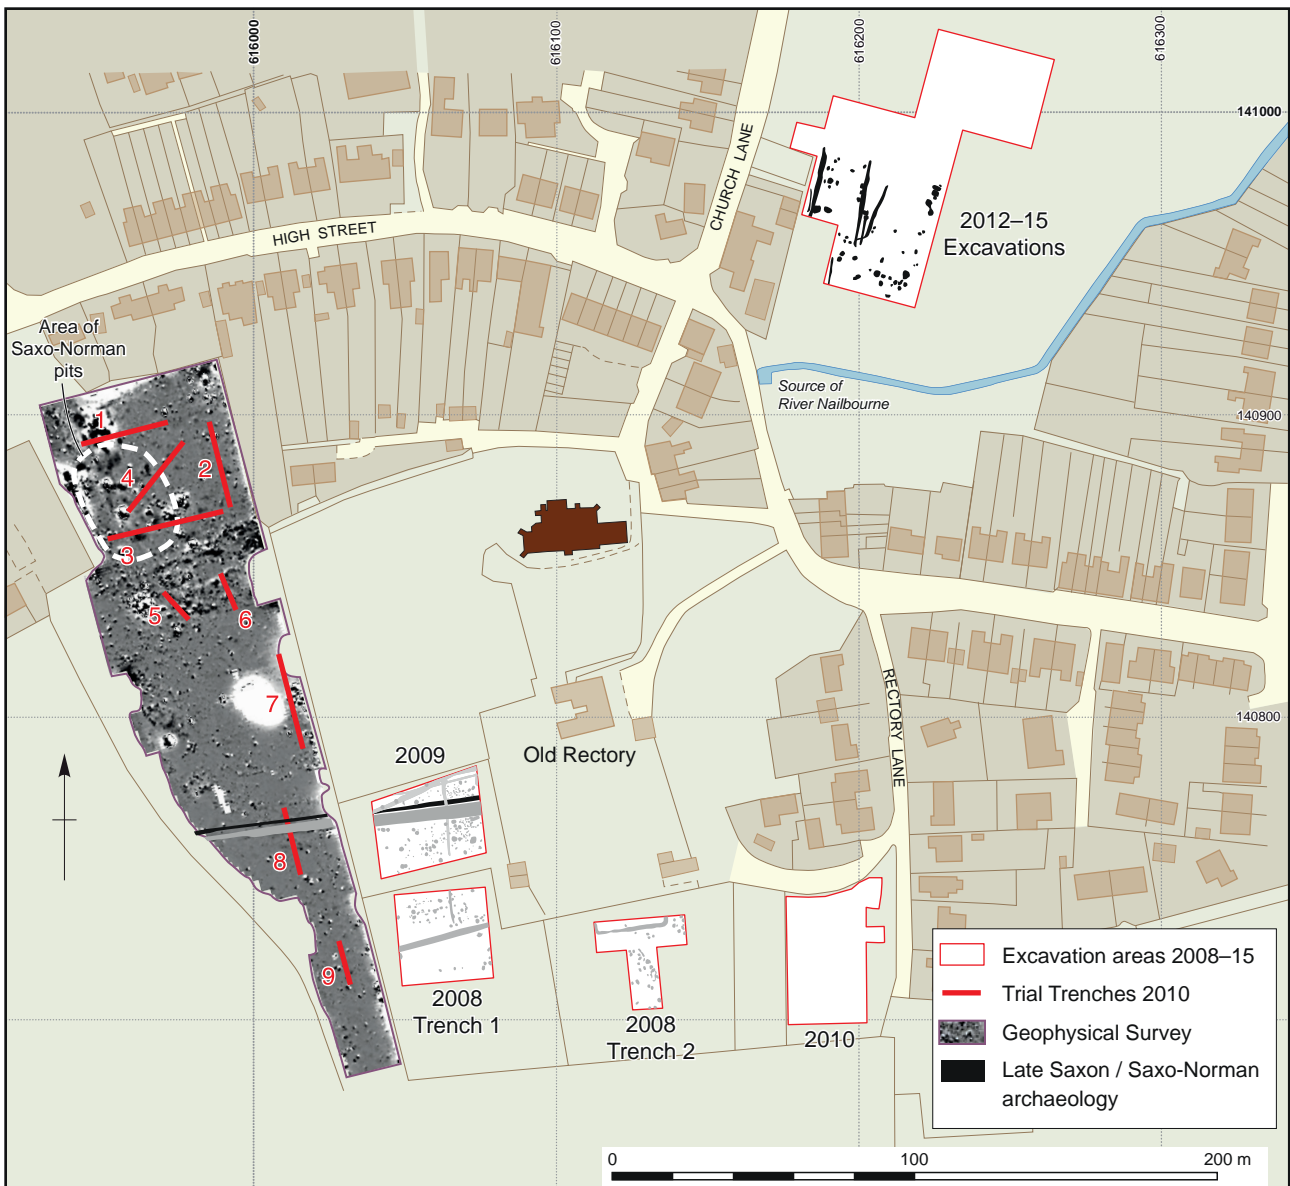 616000
616100
616200
616300
141000
CHURCH LANE
HIGH STREET
2012–15
Excavations
Area of
Saxo-Norman
pits
Source of
River Nailbourne
140900
1
2
4
3
5
6
7
140800
RECTORY LANE
Old Rectory
2009
8
9
2008
Trench 1
2008
Trench 2
2010
Excavation areas 2008–15
Trial Trenches 2010
Geophysical Survey
Late Saxon / Saxo-Norman
archaeology
0 100 200 m